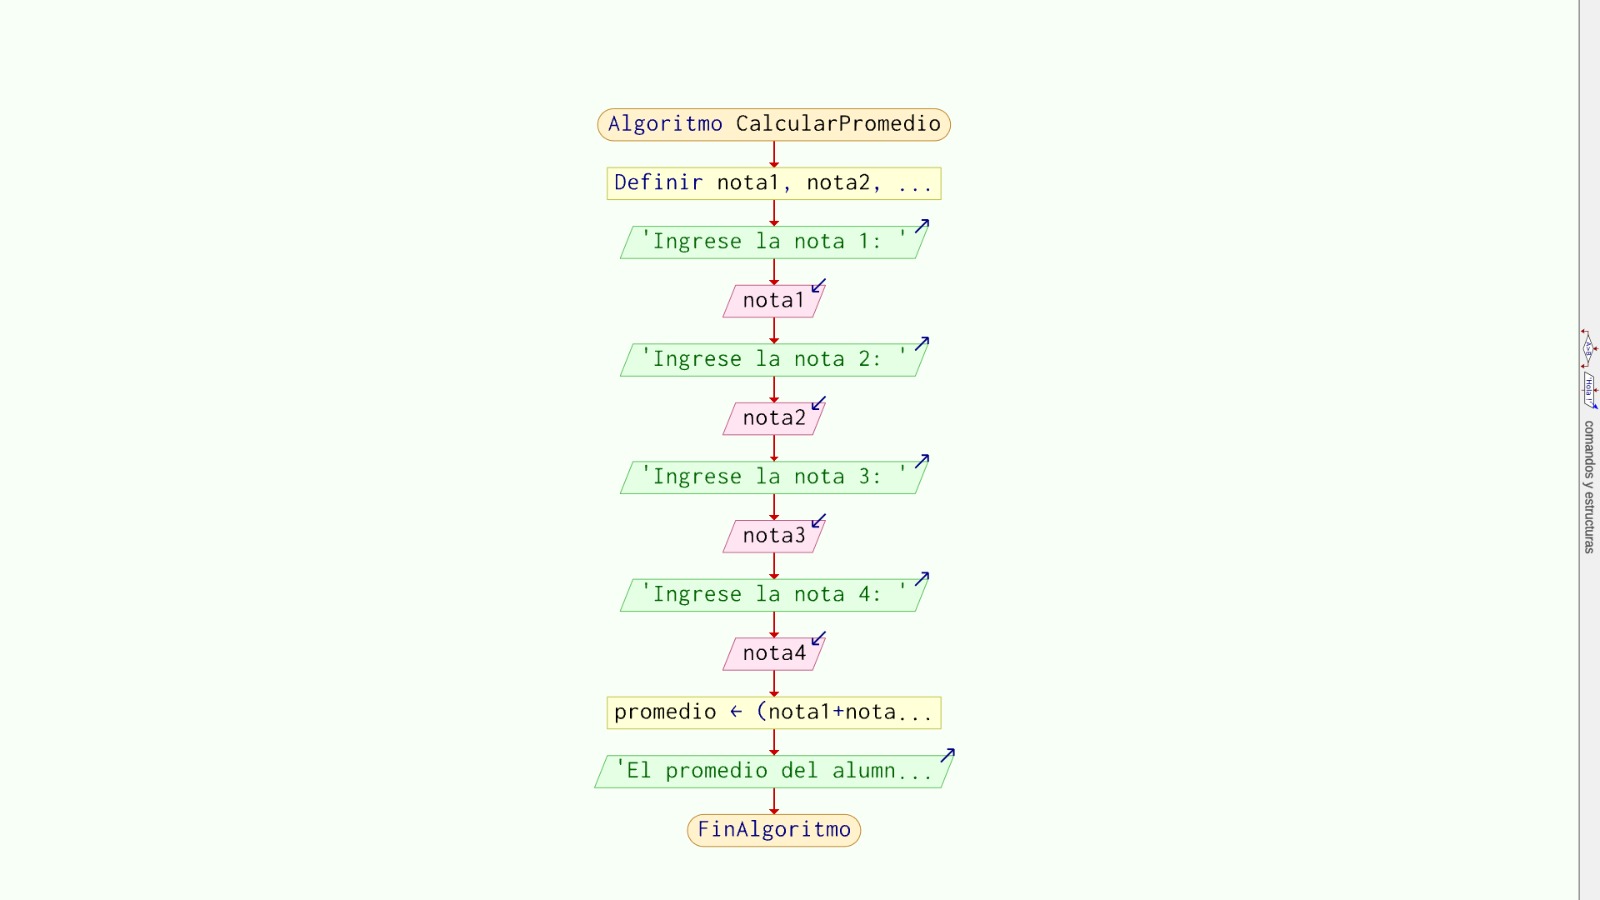 Algoritmo CalcularPromedio
Definir nota1, nota2, ...
'Ingrese la nota 1: '
nota1
'Ingrese la nota 2: '
nota2
'Ingrese la nota 3: '
nota3
'Ingrese la nota 4: '
nota4
promedio ← (nota1+nota...
'El promedio del alumn...
FinAlgoritmo
comandos y estructuras